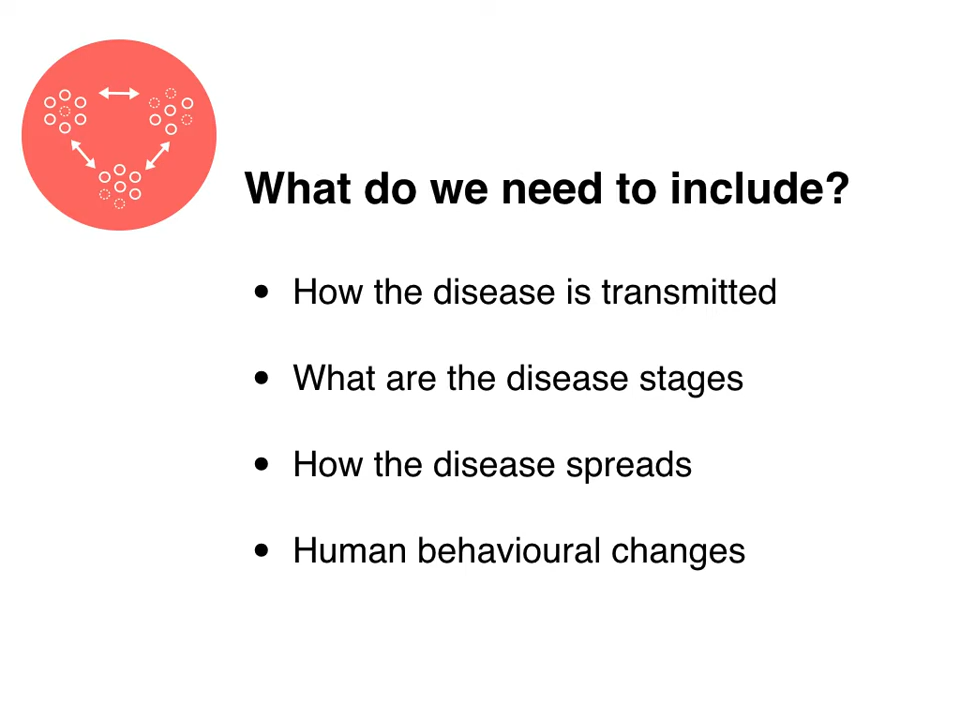 What do we need to include?
• How the disease is transmitted
• What are the disease stages
• How the disease spreads
• Human behavioural changes